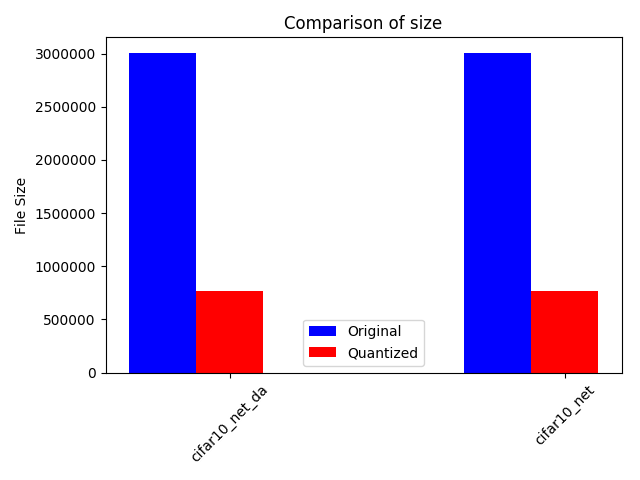 Comparison of size
File Size
3000000
2500000
2000000
1500000
1000000
500000
0
Original
Quantized
cifar10_net_da
cifar10_net